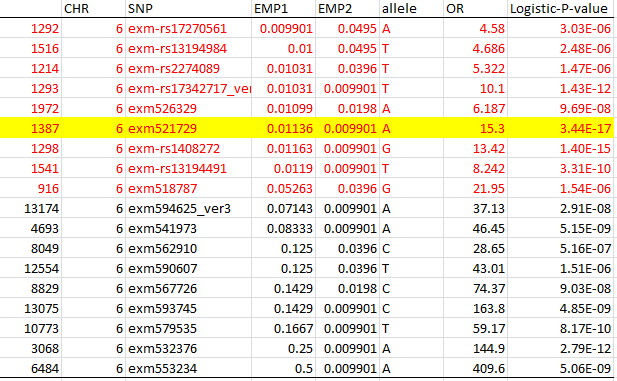 CHR SNP EMP1 EMP2 allele OR Logistic-P-value
1292 6 exm-rs17270561 0.009901 0.0495 A 4.58 3.03E-06
1516 6 exm-rs13194984 0.01 0.0495 T 4.686 2.48E-06
1214 6 exm-rs2274089 0.01031 0.0396 T 5.322 1.47E-06
1293 6 exm-rs17342717_ver 0.01031 0.009901 T 10.1 1.43E-12
1972 6 exm526329 0.01099 0.0198 A 6.187 9.69E-08
1387 6 exm521729 0.01136 0.009901 A 15.3 3.44E-17
1298 6 exm-rs1408272 0.01163 0.009901 G 13.42 1.40E-15
1541 6 exm-rs13194491 0.0119 0.009901 T 8.242 3.31E-10
916 6 exm518787 0.05263 0.0396 G 21.95 1.54E-06
13174 6 exm594625_ver3 0.07143 0.009901 A 37.13 2.91E-08
4693 6 exm541973 0.08333 0.009901 A 46.45 5.15E-09
8049 6 exm562910 0.125 0.0396 C 28.65 5.16E-07
12554 6 exm590607 0.125 0.0396 T 43.01 1.51E-06
8829 6 exm567726 0.1429 0.0198 C 74.37 9.03E-08
13075 6 exm593745 0.1429 0.009901 C 163.8 4.85E-09
10773 6 exm579535 0.1667 0.009901 T 59.17 8.17E-10
3068 6 exm532376 0.25 0.009901 A 144.9 2.79E-12
6484 6 exm553234 0.5 0.009901 A 409.6 5.06E-09